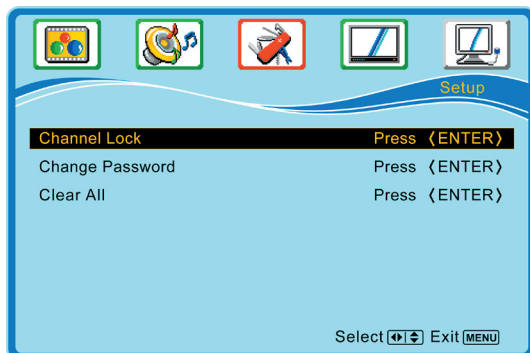 Setup
Channel Lock Press 〈ENTER〉
Change Password Press 〈ENTER〉
Clear All Press 〈ENTER〉
Select Exit MENU